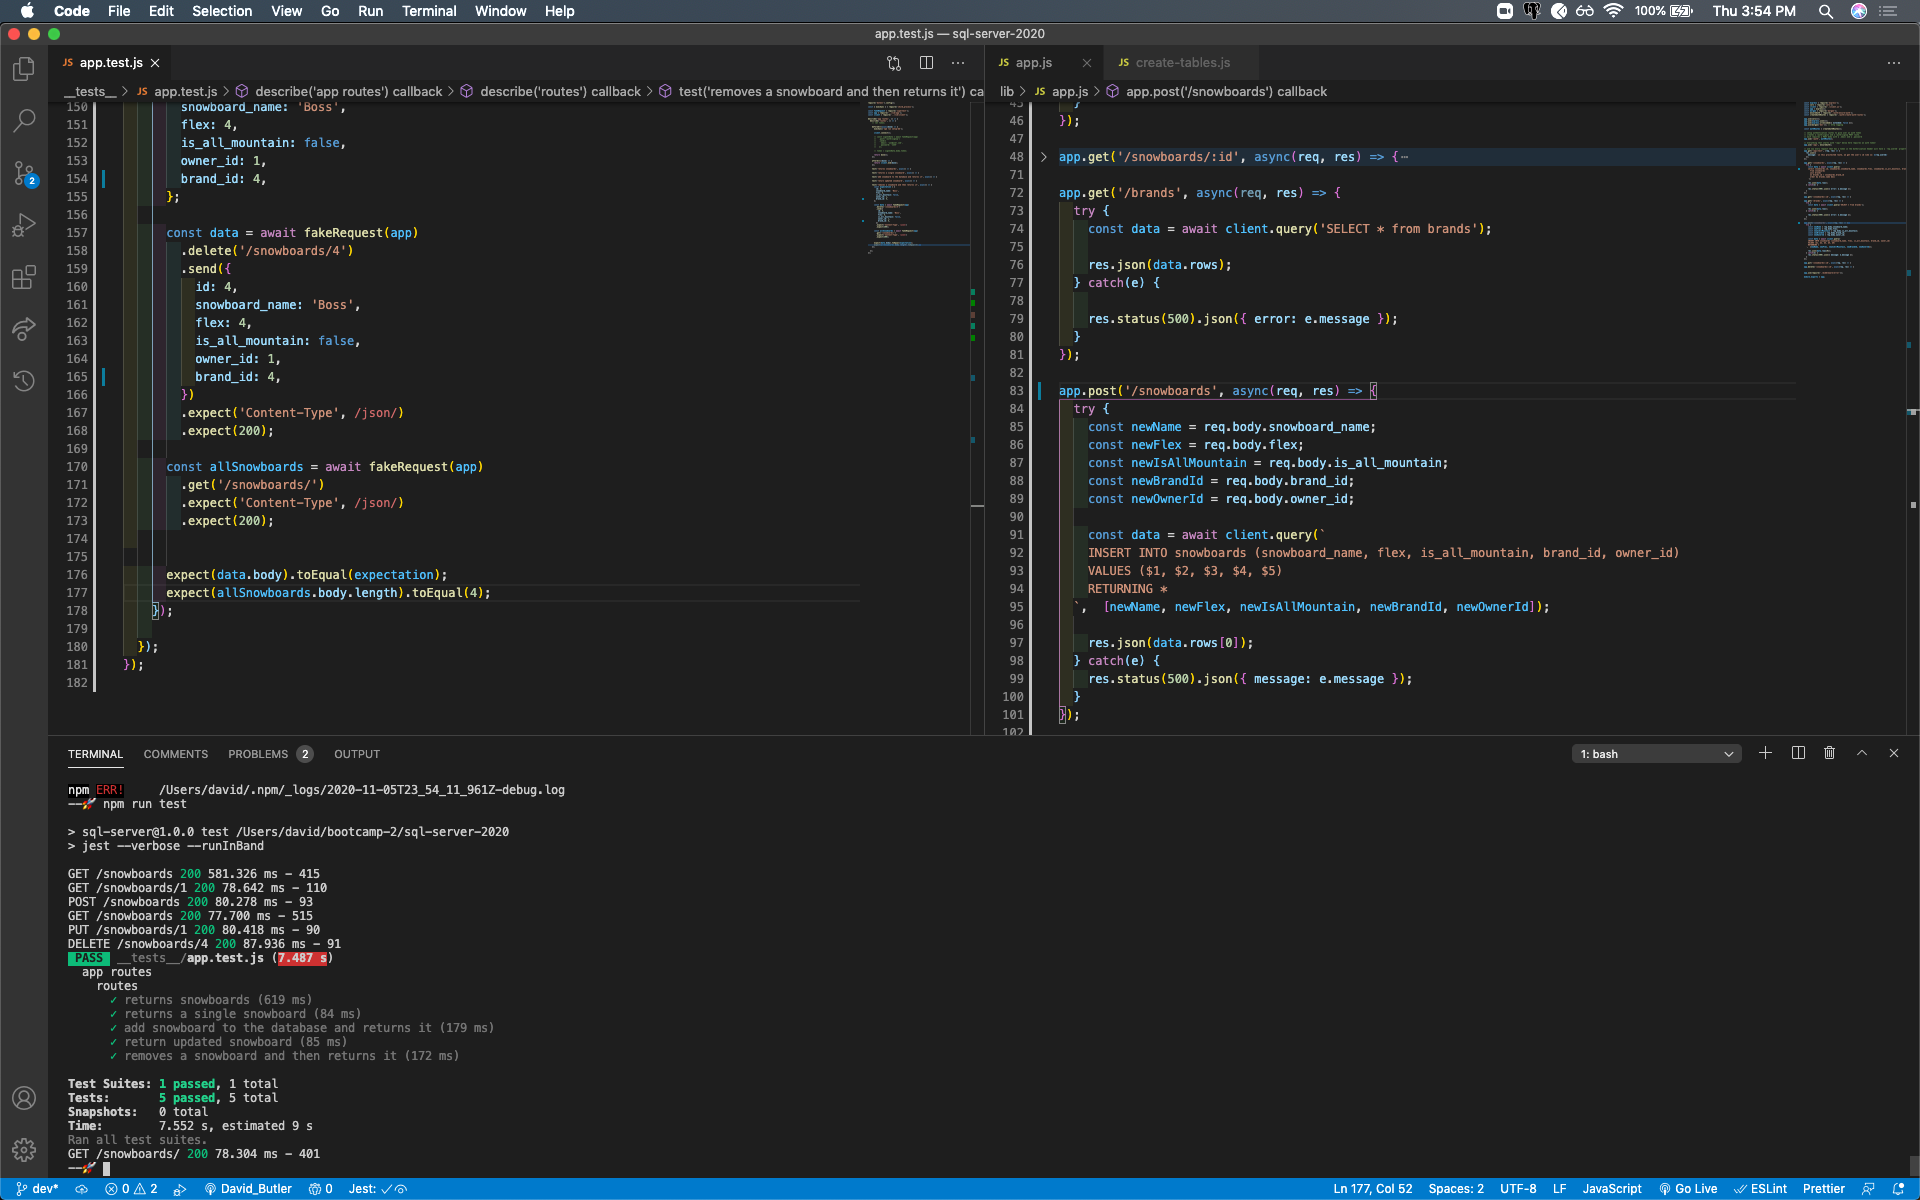 Code File Edit Selection View Go Run Terminal Window Help 100% Thu 3:54 PM
app.test.js — sql-server-2020
JS app.test.js
__tests__ > JS app.test.js > describe('app routes') callback > describe('routes') callback > test('removes a snowboard and then returns it') ca
150 snowboard_name: 'Boss',
151 flex: 4,
152 is_all_mountain: false,
153 owner_id: 1,
154 brand_id: 4,
155 };
156
157 const data = await fakeRequest(app)
158 .delete('/snowboards/4')
159 .send({
160 id: 4,
161 snowboard_name: 'Boss',
162 flex: 4,
163 is_all_mountain: false,
164 owner_id: 1,
165 brand_id: 4,
166 })
167 .expect('Content-Type', /json/)
168 .expect(200);
169
170 const allSnowboards = await fakeRequest(app)
171 .get('/snowboards/')
172 .expect('Content-Type', /json/)
173 .expect(200);
174
175
176 expect(data.body).toEqual(expectation);
177 expect(allSnowboards.body.length).toEqual(4);
178 });
179
180 });
181 });
182
JS app.js JS create-tables.js
lib > JS app.js > app.post('/snowboards') callback
45 }
46 });
47
48 app.get('/snowboards/:id', async(req, res) => {⋯
71
72 app.get('/brands', async(req, res) => {
73 try {
74 const data = await client.query('SELECT * from brands');
75
76 res.json(data.rows);
77 } catch(e) {
78
79 res.status(500).json({ error: e.message });
80 }
81 });
82
83 app.post('/snowboards', async(req, res) => {
84 try {
85 const newName = req.body.snowboard_name;
86 const newFlex = req.body.flex;
87 const newIsAllMountain = req.body.is_all_mountain;
88 const newBrandId = req.body.brand_id;
89 const newOwnerId = req.body.owner_id;
90
91 const data = await client.query(`
92 INSERT INTO snowboards (snowboard_name, flex, is_all_mountain, brand_id, owner_id)
93 VALUES ($1, $2, $3, $4, $5)
94 RETURNING *
95 `, [newName, newFlex, newIsAllMountain, newBrandId, newOwnerId]);
96
97 res.json(data.rows[0]);
98 } catch(e) {
99 res.status(500).json({ message: e.message });
100 }
101 });
102
TERMINAL COMMENTS PROBLEMS 2 OUTPUT 1: bash
npm ERR! /Users/david/.npm/_logs/2020-11-05T23_54_11_961Z-debug.log
––🚀 npm run test
> sql-server@1.0.0 test /Users/david/bootcamp-2/sql-server-2020
> jest --verbose --runInBand
GET /snowboards 200 581.326 ms - 415
GET /snowboards/1 200 78.642 ms - 110
POST /snowboards 200 80.278 ms - 93
GET /snowboards 200 77.700 ms - 515
PUT /snowboards/1 200 80.418 ms - 90
DELETE /snowboards/4 200 87.936 ms - 91
PASS __tests__/app.test.js (7.487 s)
app routes
routes
✓ returns snowboards (619 ms)
✓ returns a single snowboard (84 ms)
✓ add snowboard to the database and returns it (179 ms)
✓ return updated snowboard (85 ms)
✓ removes a snowboard and then returns it (172 ms)
Test Suites: 1 passed, 1 total
Tests: 5 passed, 5 total
Snapshots: 0 total
Time: 7.552 s, estimated 9 s
Ran all test suites.
GET /snowboards/ 200 78.304 ms - 401
––🚀
dev* 0 2 David_Butler 0 Jest: ✓ Ln 177, Col 52 Spaces: 2 UTF-8 LF JavaScript Go Live ESLint Prettier